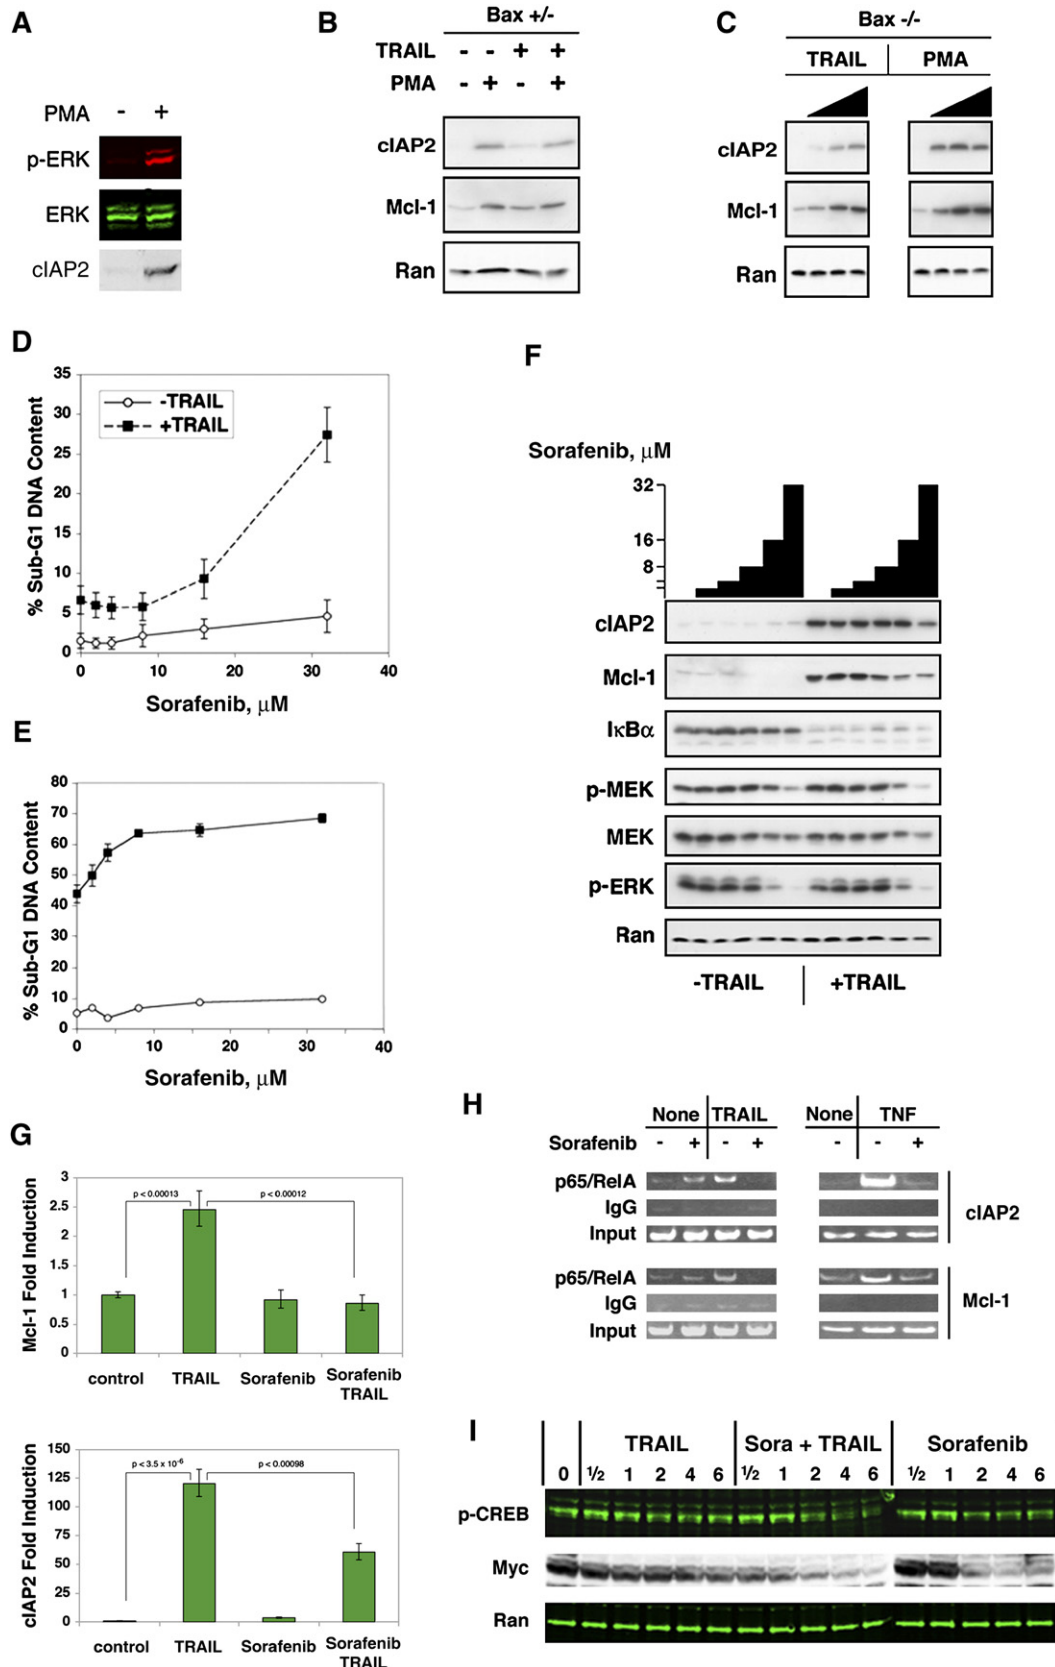 A
PMA - +
p-ERK
ERK
cIAP2
B
Bax +/-
TRAIL - - + +
PMA - + - +
cIAP2
Mcl-1
Ran
C
Bax -/-
TRAIL PMA
cIAP2
Mcl-1
Ran
D
% Sub-G1 DNA Content
35
30
25
20
15
10
5
0
-TRAIL
+TRAIL
0 10 20 30 40
Sorafenib, μM
E
% Sub-G1 DNA Content
80
70
60
50
40
30
20
10
0
0 10 20 30 40
Sorafenib, μM
F
Sorafenib, μM
32
16
8
cIAP2
Mcl-1
IκBα
p-MEK
MEK
p-ERK
Ran
-TRAIL +TRAIL
G
Mcl-1 Fold Induction
3
2.5
2
1.5
1
0.5
0
p < 0.00013 p < 0.00012
control TRAIL Sorafenib Sorafenib TRAIL
cIAP2 Fold Induction
150
125
100
75
50
25
0
p < 3.5 x 10⁻⁶ p < 0.00098
control TRAIL Sorafenib Sorafenib TRAIL
H
None TRAIL None TNF
Sorafenib - + - + - - +
p65/RelA
IgG
Input
cIAP2
p65/RelA
IgG
Input
Mcl-1
I
TRAIL Sora + TRAIL Sorafenib
0 ½ 1 2 4 6 ½ 1 2 4 6 ½ 1 2 4 6
p-CREB
Myc
Ran